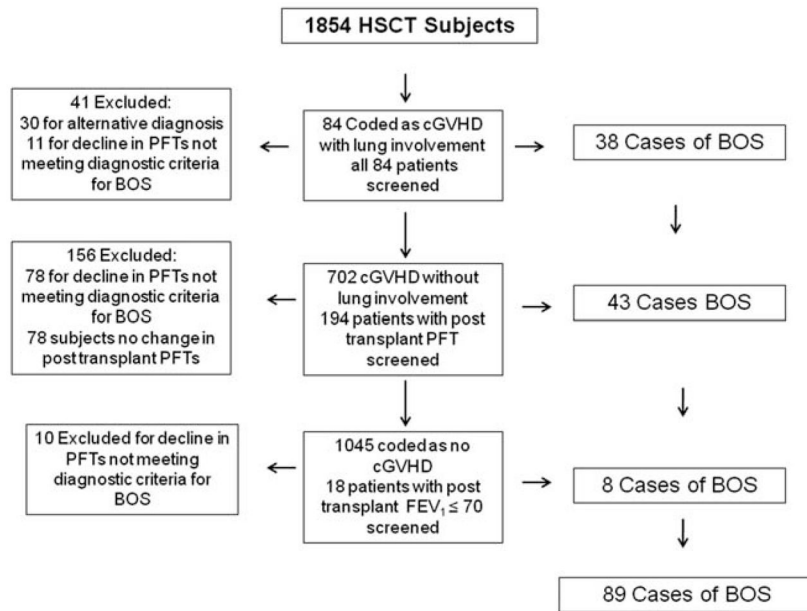 1854 HSCT Subjects
41 Excluded:
30 for alternative diagnosis
11 for decline in PFTs not
meeting diagnostic criteria
for BOS
84 Coded as cGVHD
with lung involvement
all 84 patients
screened
38 Cases of BOS
156 Excluded:
78 for decline in PFTs not
meeting diagnostic criteria
for BOS
78 subjects no change in
post transplant PFTs
702 cGVHD without
lung involvement
194 patients with post
transplant PFT
screened
43 Cases BOS
10 Excluded for decline in
PFTs not meeting
diagnostic criteria for
BOS
1045 coded as no
cGVHD
18 patients with post
transplant FEV₁ ≤ 70
screened
8 Cases of BOS
89 Cases of BOS